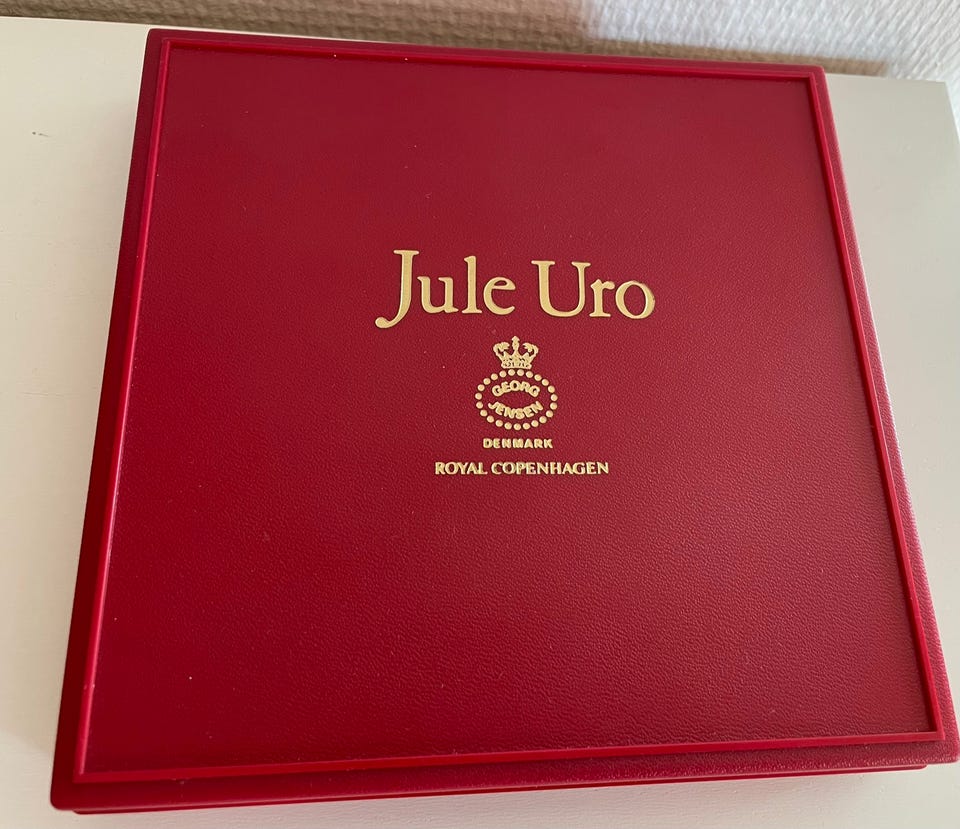 Jule Uro
GEORG
JENSEN
DENMARK
ROYAL COPENHAGEN